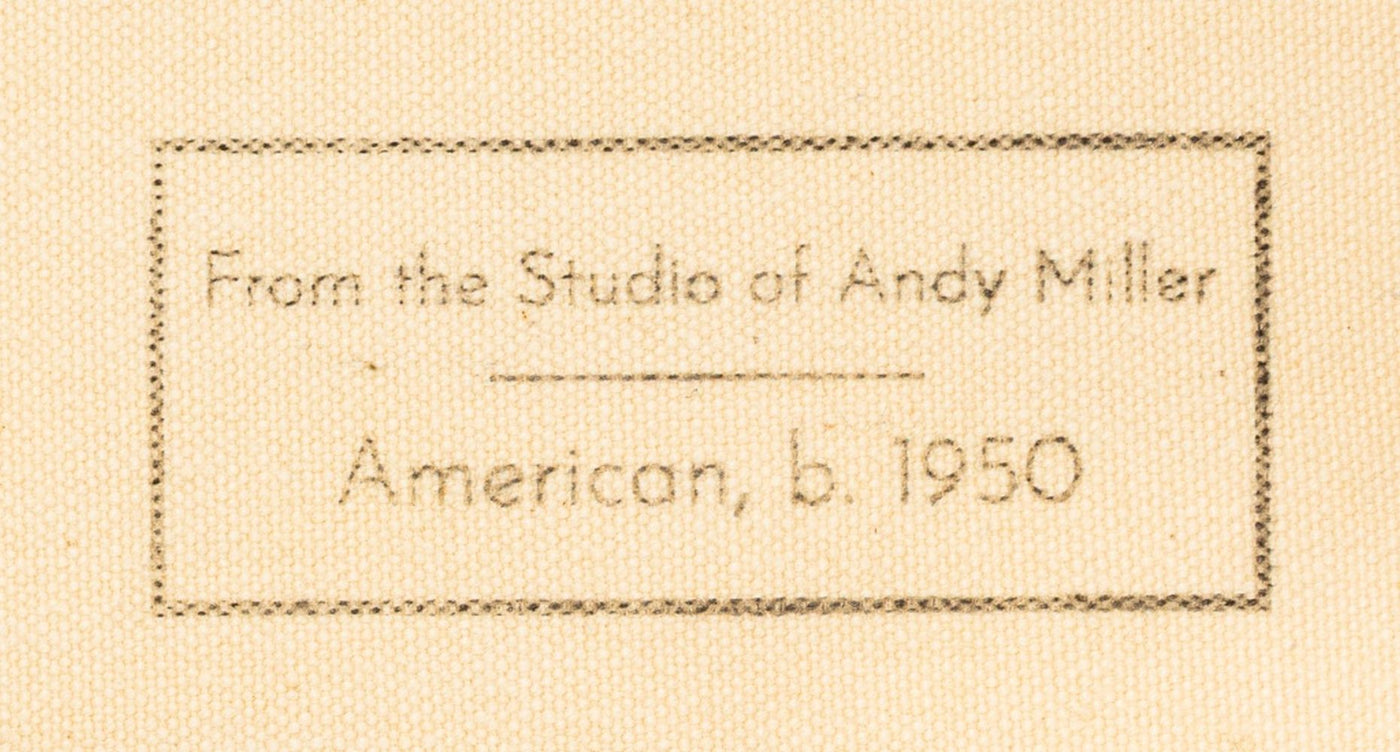 From the Studio of Andy Miller
American, b. 1950